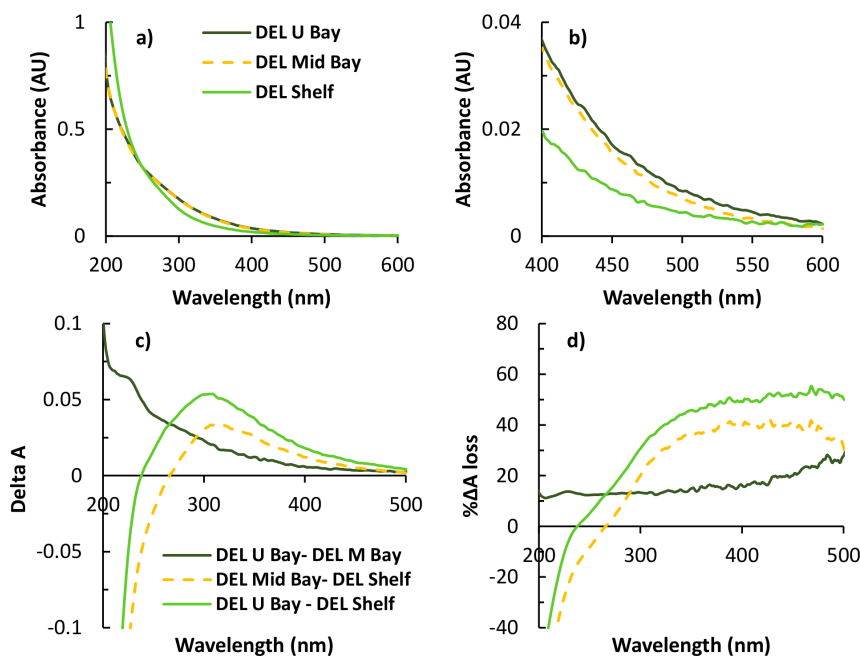 a)
DEL U Bay
DEL Mid Bay
DEL Shelf
Absorbance (AU)
1
0.5
0
200 300 400 500 600
Wavelength (nm)
b)
Absorbance (AU)
0.04
0.02
0
400 450 500 550 600
Wavelength (nm)
c)
Delta A
0.1
0.05
0
-0.05
-0.1
200 300 400 500
DEL U Bay- DEL M Bay
DEL Mid Bay- DEL Shelf
DEL U Bay - DEL Shelf
Wavelength (nm)
d)
%ΔA loss
80
60
40
20
0
-20
-40
200 300 400 500
Wavelength (nm)